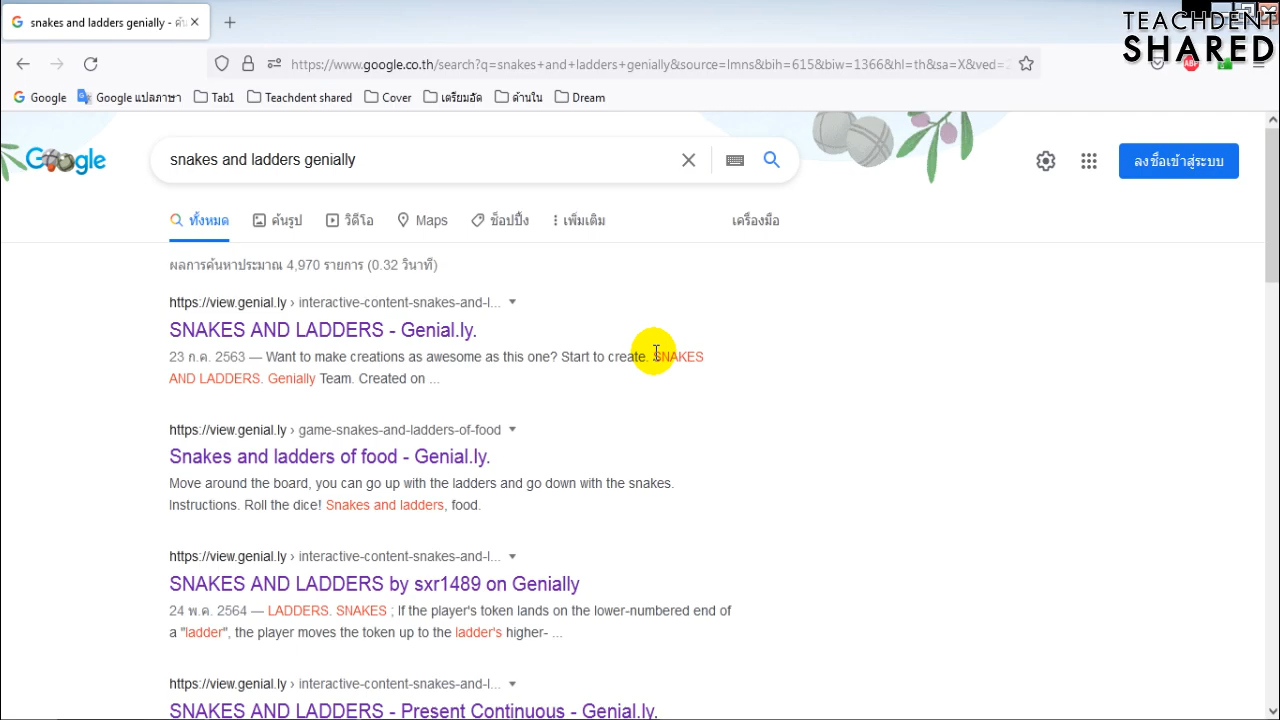 snakes and ladders genially - ค้น
TEACHDENT
SHARED
https://www.google.co.th/search?q=snakes+and+ladders+genially&source=lmns&bih=615&biw=1366&hl=th&sa=X&ved=2
Google
Google แปลภาษา
Tab1
Teachdent shared
Cover
เตรียมอัด
ด้านใน
Dream
Google
snakes and ladders genially
ลงชื่อเข้าสู่ระบบ
ทั้งหมด
ค้นรูป
วิดีโอ
Maps
ช็อปปิ้ง
เพิ่มเติม
เครื่องมือ
ผลการค้นหาประมาณ 4,970 รายการ (0.32 วินาที)
https://view.genial.ly › interactive-content-snakes-and-l...
SNAKES AND LADDERS - Genial.ly.
23 ก.ค. 2563 — Want to make creations as awesome as this one? Start to create. SNAKES
AND LADDERS. Genially Team. Created on ...
https://view.genial.ly › game-snakes-and-ladders-of-food
Snakes and ladders of food - Genial.ly.
Move around the board, you can go up with the ladders and go down with the snakes.
Instructions. Roll the dice! Snakes and ladders, food.
https://view.genial.ly › interactive-content-snakes-and-l...
SNAKES AND LADDERS by sxr1489 on Genially
24 พ.ค. 2564 — LADDERS. SNAKES ; If the player's token lands on the lower-numbered end of
a "ladder", the player moves the token up to the ladder's higher- ...
https://view.genial.ly › interactive-content-snakes-and-l...
SNAKES AND LADDERS - Present Continuous - Genial.ly.